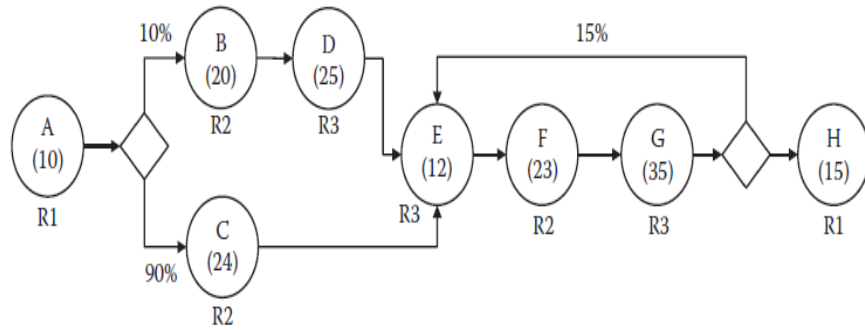 10%
B
(20)
R2
D
(25)
R3
15%
A
(10)
R1
E
(12)
R3
F
(23)
R2
G
(35)
R3
H
(15)
R1
90%
C
(24)
R2